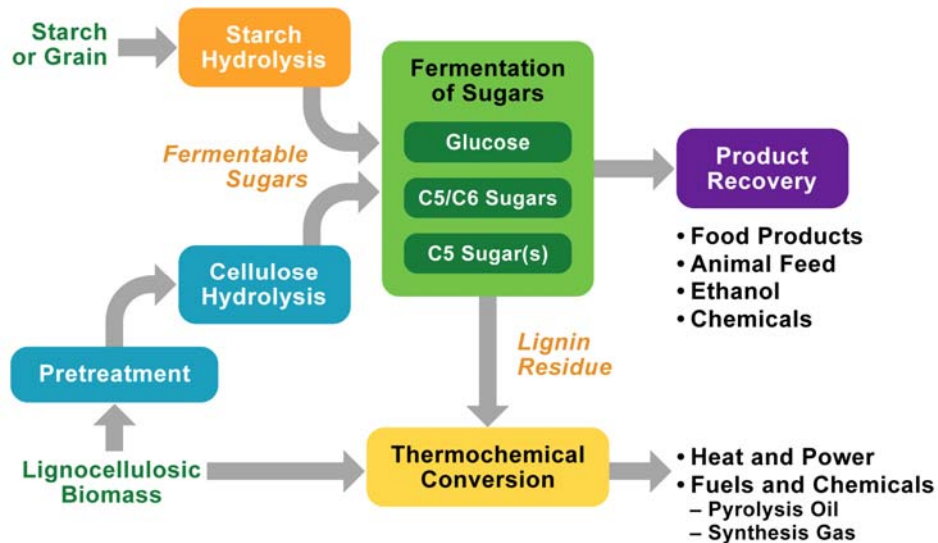 Starch
or Grain
Starch
Hydrolysis
Fermentable
Sugars
Fermentation
of Sugars
Glucose
C5/C6 Sugars
C5 Sugar(s)
Product
Recovery
• Food Products
• Animal Feed
• Ethanol
• Chemicals
Cellulose
Hydrolysis
Pretreatment
Lignocellulosic
Biomass
Lignin
Residue
Thermochemical
Conversion
• Heat and Power
• Fuels and Chemicals
– Pyrolysis Oil
– Synthesis Gas